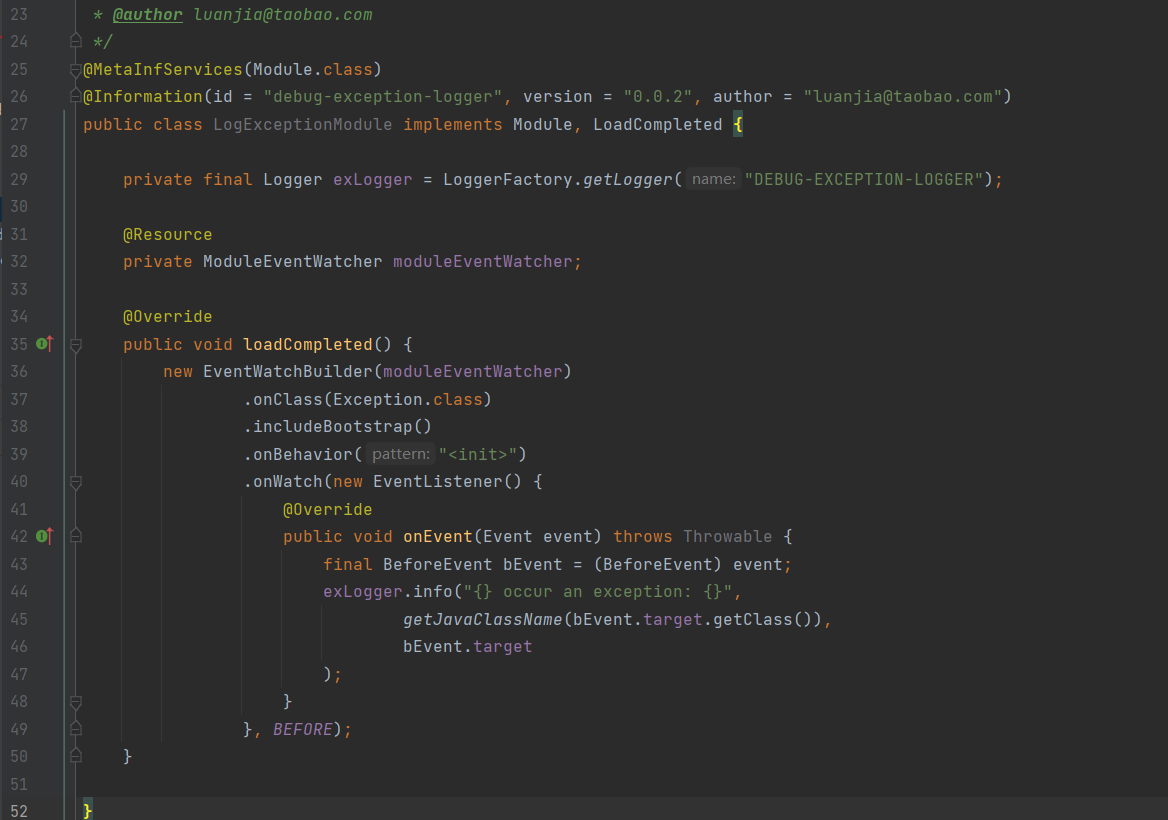 23 * @author luanjia@taobao.com
24 */
25 @MetaInfServices(Module.class)
26 @Information(id = "debug-exception-logger", version = "0.0.2", author = "luanjia@taobao.com")
27 public class LogExceptionModule implements Module, LoadCompleted {
28
29 private final Logger exLogger = LoggerFactory.getLogger( name: "DEBUG-EXCEPTION-LOGGER");
30
31 @Resource
32 private ModuleEventWatcher moduleEventWatcher;
33
34 @Override
35 public void loadCompleted() {
36 new EventWatchBuilder(moduleEventWatcher)
37 .onClass(Exception.class)
38 .includeBootstrap()
39 .onBehavior( pattern: "<init>")
40 .onWatch(new EventListener() {
41 @Override
42 public void onEvent(Event event) throws Throwable {
43 final BeforeEvent bEvent = (BeforeEvent) event;
44 exLogger.info("{} occur an exception: {}",
45 getJavaClassName(bEvent.target.getClass()),
46 bEvent.target
47 );
48 }
49 }, BEFORE);
50 }
51
52 }